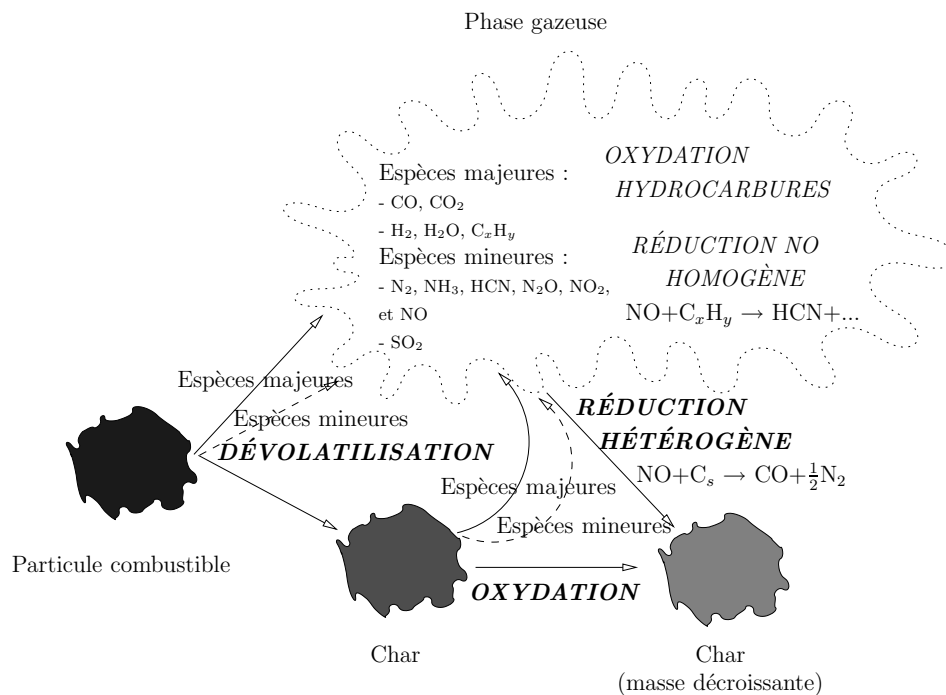 Phase gazeuse
Espèces majeures :
- CO, CO₂
- H₂, H₂O, CₓHᵧ
Espèces mineures :
- N₂, NH₃, HCN, N₂O, NO₂,
et NO
- SO₂
OXYDATION
HYDROCARBURES
RÉDUCTION NO
HOMOGÈNE
NO+CₓHᵧ → HCN+...
Espèces majeures
Espèces mineures
DÉVOLATILISATION
RÉDUCTION
HÉTÉROGÈNE
NO+Cₛ → CO+½N₂
Espèces majeures
Espèces mineures
Particule combustible
OXYDATION
Char
Char
(masse décroissante)